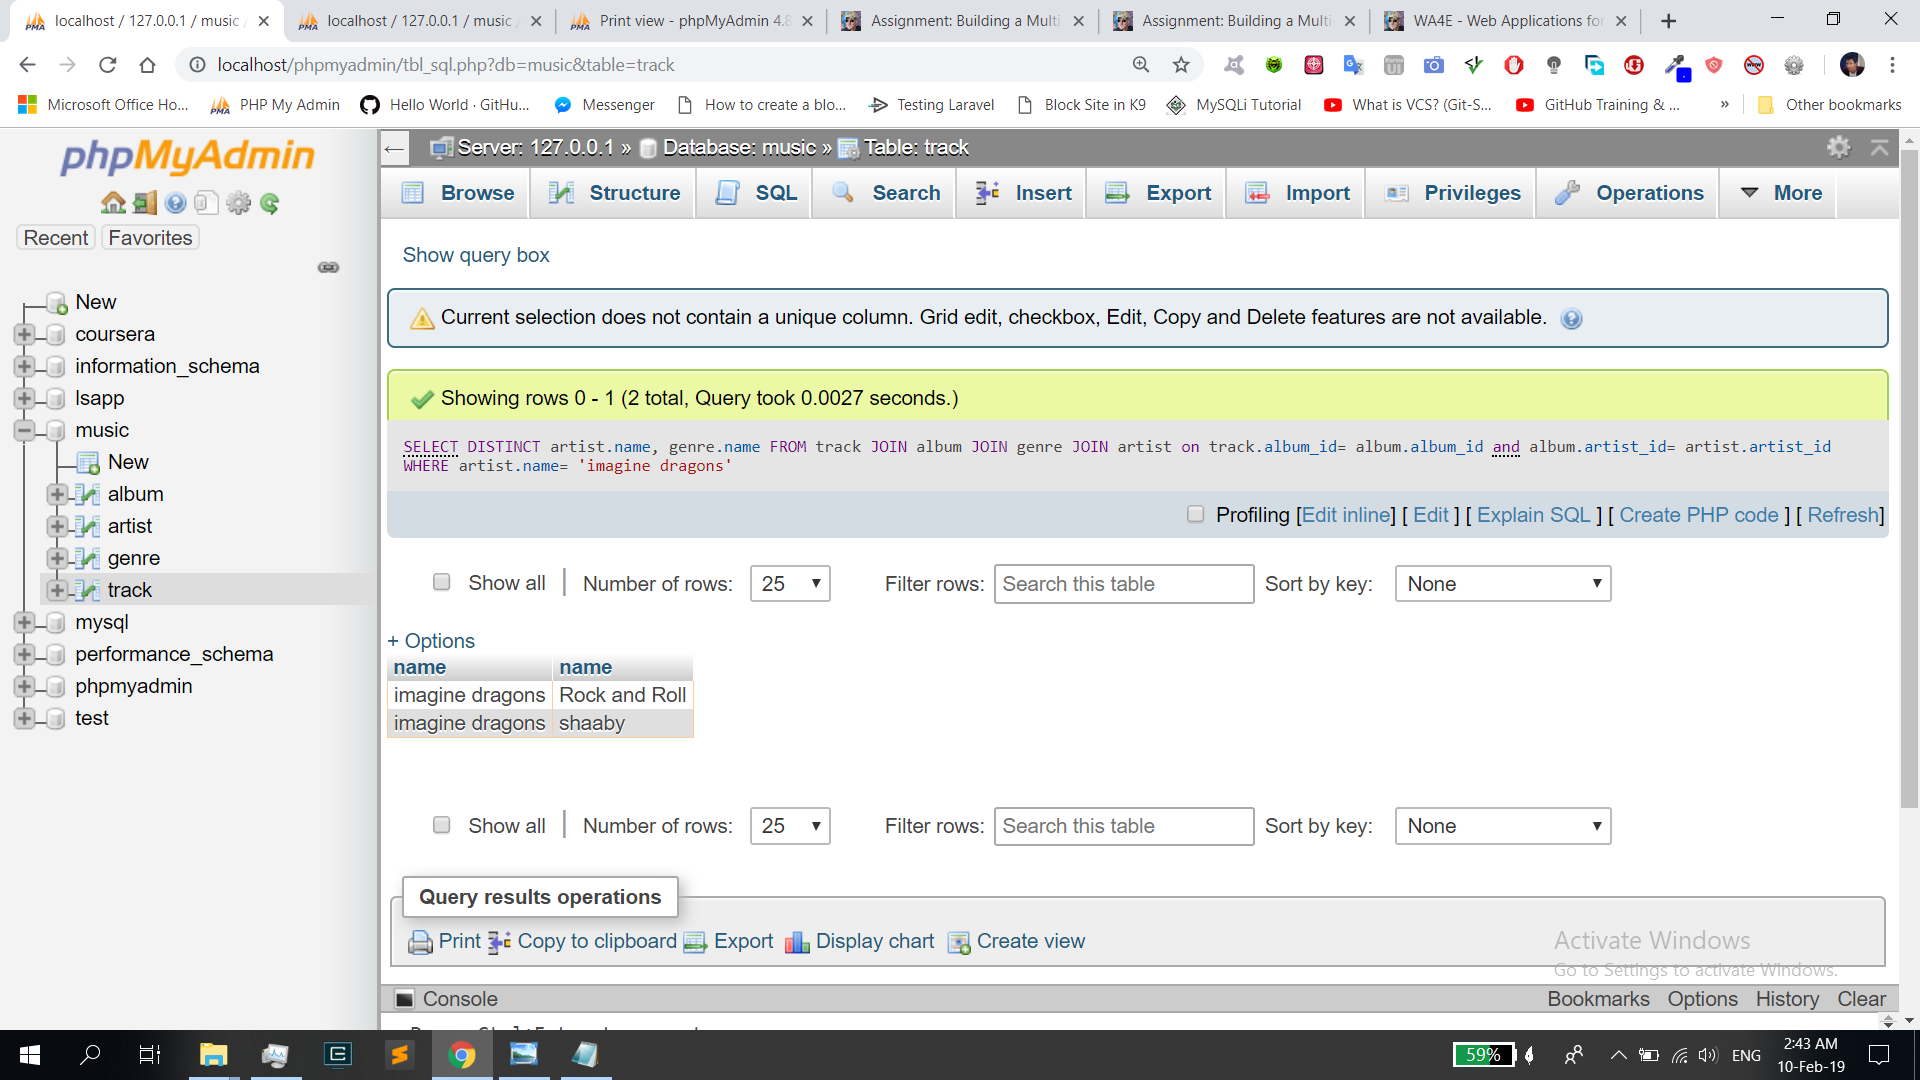 localhost / 127.0.0.1 / music /
localhost / 127.0.0.1 / music /
Print view - phpMyAdmin 4.8
Assignment: Building a Multi
Assignment: Building a Multi
WA4E - Web Applications for
localhost/phpmyadmin/tbl_sql.php?db=music&table=track
Microsoft Office Ho...
PHP My Admin
Hello World · GitHu...
Messenger
How to create a blo...
Testing Laravel
Block Site in K9
MySQLi Tutorial
What is VCS? (Git-S...
GitHub Training & ...
»
Other bookmarks
phpMyAdmin
Recent
Favorites
New
coursera
information_schema
lsapp
music
New
album
artist
genre
track
mysql
performance_schema
phpmyadmin
test
Server: 127.0.0.1 » Database: music » Table: track
Browse
Structure
SQL
Search
Insert
Export
Import
Privileges
Operations
More
Show query box
Current selection does not contain a unique column. Grid edit, checkbox, Edit, Copy and Delete features are not available.
Showing rows 0 - 1 (2 total, Query took 0.0027 seconds.)
SELECT DISTINCT artist.name, genre.name FROM track JOIN album JOIN genre JOIN artist on track.album_id= album.album_id and album.artist_id= artist.artist_id
WHERE artist.name= 'imagine dragons'
Profiling [Edit inline] [ Edit ] [ Explain SQL ] [ Create PHP code ] [ Refresh]
Show all | Number of rows: 25 Filter rows: Search this table Sort by key: None
+ Options
name name
imagine dragons Rock and Roll
imagine dragons shaaby
Show all | Number of rows: 25 Filter rows: Search this table Sort by key: None
Query results operations
Print
Copy to clipboard
Export
Display chart
Create view
Activate Windows
Go to Settings to activate Windows.
Console
Bookmarks Options History Clear
59%
ENG
2:43 AM
10-Feb-19